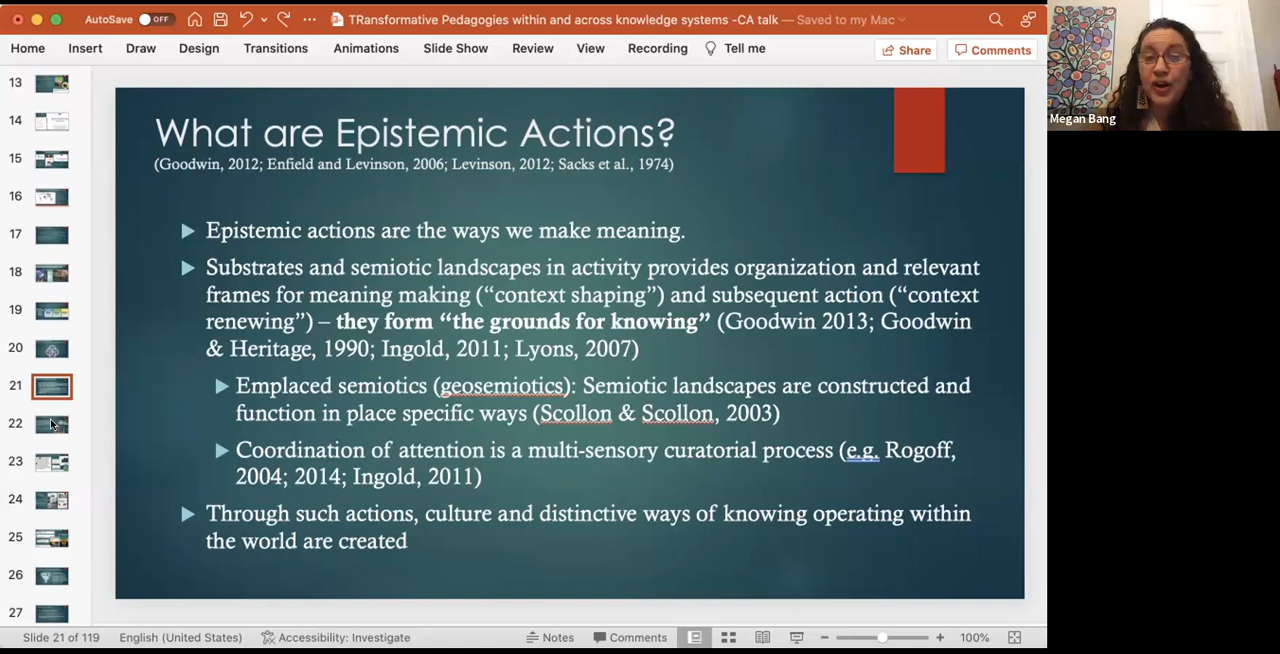 AutoSave OFF
TRansformative Pedagogies within and across knowledge systems -CA talk — Saved to my Mac
Home Insert Draw Design Transitions Animations Slide Show Review View Recording Tell me
Share Comments
13
14
15
16
17
18
19
20
21
22
23
24
25
26
27
What are Epistemic Actions?
(Goodwin, 2012; Enfield and Levinson, 2006; Levinson, 2012; Sacks et al., 1974)
Epistemic actions are the ways we make meaning.
Substrates and semiotic landscapes in activity provides organization and relevant
frames for meaning making (“context shaping”) and subsequent action (“context
renewing”) – they form “the grounds for knowing” (Goodwin 2013; Goodwin
& Heritage, 1990; Ingold, 2011; Lyons, 2007)
Emplaced semiotics (geosemiotics): Semiotic landscapes are constructed and
function in place specific ways (Scollon & Scollon, 2003)
Coordination of attention is a multi-sensory curatorial process (e.g. Rogoff,
2004; 2014; Ingold, 2011)
Through such actions, culture and distinctive ways of knowing operating within
the world are created
Megan Bang
Slide 21 of 119 English (United States) Accessibility: Investigate Notes Comments 100%